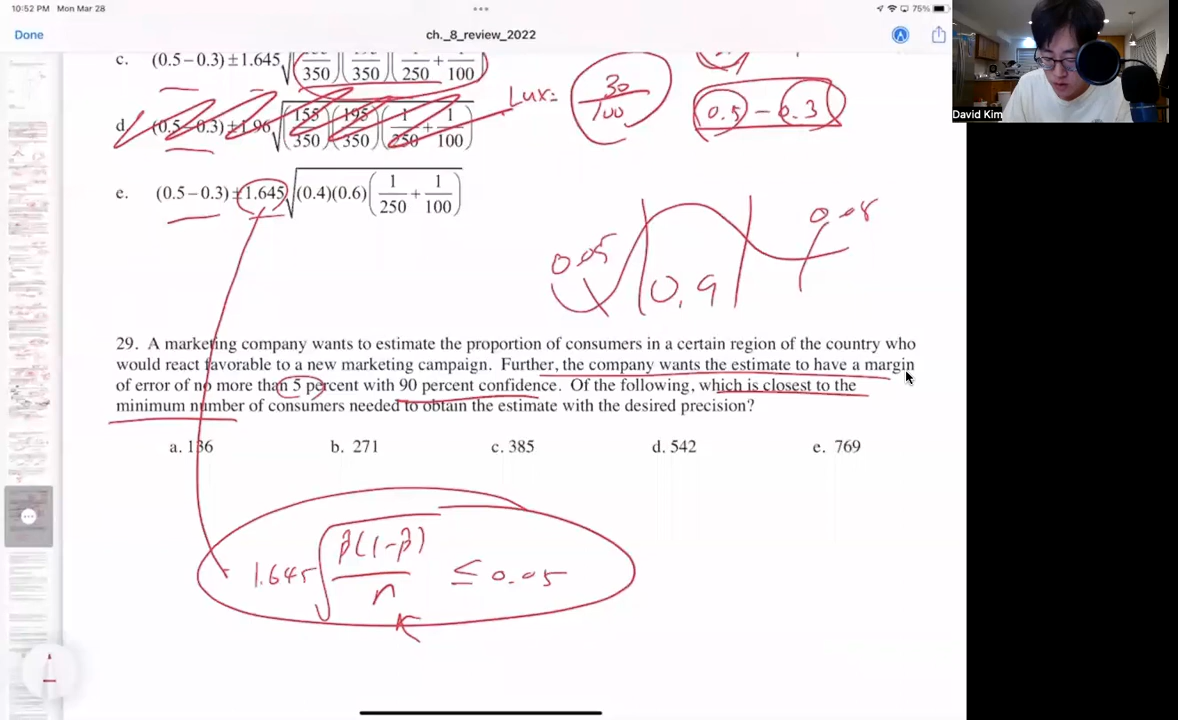 10:52 PM Mon Mar 28
75%
Done
ch._8_review_2022
c. (0.5 – 0.3) ± 1.645 √ 350 350 250 + 100
Lux= 30/100
0.5 – 0.3
d. (0.5 – 0.3) ± 1.96 √(155/350)(195/350)(1/250 + 1/100)
e. (0.5 – 0.3) ± 1.645 √(0.4)(0.6)(1/250 + 1/100)
0.05
0.9
David Kim
29. A marketing company wants to estimate the proportion of consumers in a certain region of the country who
would react favorable to a new marketing campaign. Further, the company wants the estimate to have a margin
of error of no more than 5 percent with 90 percent confidence. Of the following, which is closest to the
minimum number of consumers needed to obtain the estimate with the desired precision?
a. 136 b. 271 c. 385 d. 542 e. 769
1.645 √p̂(1-p̂)/n ≤ 0.05